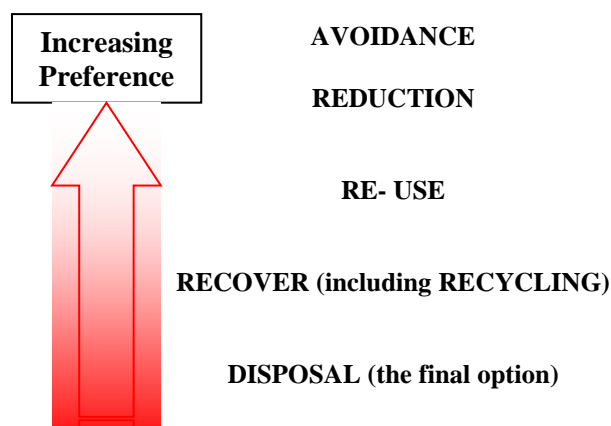 Increasing
Preference
AVOIDANCE
REDUCTION
RE- USE
RECOVER (including RECYCLING)
DISPOSAL (the final option)